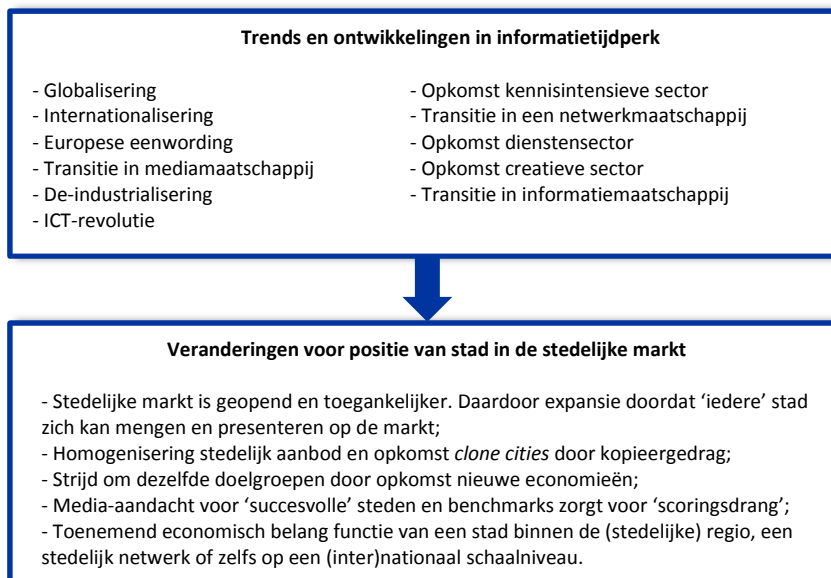 Trends en ontwikkelingen in informatietijdperk
- Globalisering
- Internationalisering
- Europese eenwording
- Transitie in mediamaatschappij
- De-industrialisering
- ICT-revolutie
- Opkomst kennisintensieve sector
- Transitie in een netwerkmaatschappij
- Opkomst dienstensector
- Opkomst creatieve sector
- Transitie in informatiemaatschappij
Veranderingen voor positie van stad in de stedelijke markt
- Stedelijke markt is geopend en toegankelijker. Daardoor expansie doordat ‘iedere’ stad
zich kan mengen en presenteren op de markt;
- Homogenisering stedelijk aanbod en opkomst clone cities door kopieergedrag;
- Strijd om dezelfde doelgroepen door opkomst nieuwe economieën;
- Media-aandacht voor ‘succesvolle’ steden en benchmarks zorgt voor ‘scoringsdrang’;
- Toenemend economisch belang functie van een stad binnen de (stedelijke) regio, een
stedelijk netwerk of zelfs op een (inter)nationaal schaalniveau.